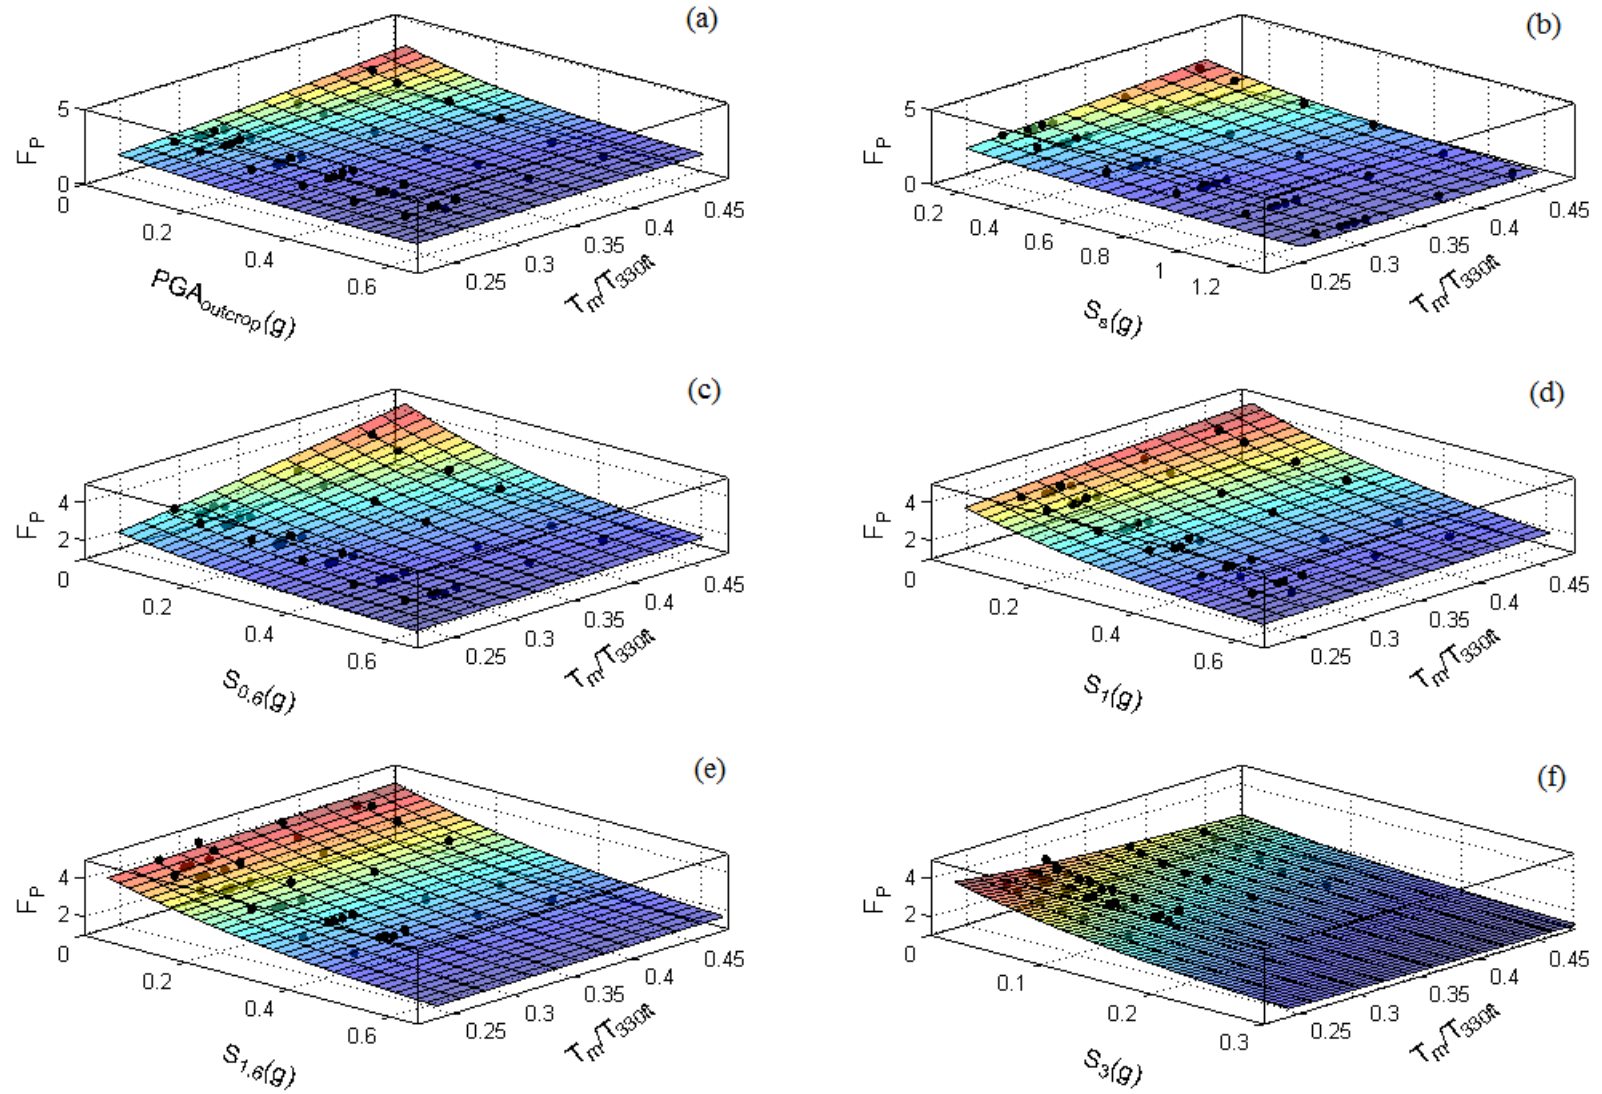 (a)
5
F_P
0
0
0.2
0.4
0.6
PGA_outcrop(g)
0.25
0.3
0.35
0.4
0.45
T_m/T_330ft
(b)
5
F_P
0
0.2
0.4
0.6
0.8
1
1.2
S_s(g)
0.25
0.3
0.35
0.4
0.45
T_m/T_330ft
(c)
4
F_P
2
0
0.2
0.4
0.6
S_0.6(g)
0.25
0.3
0.35
0.4
0.45
T_m/T_330ft
(d)
4
F_P
2
0
0.2
0.4
0.6
S_1(g)
0.25
0.3
0.35
0.4
0.45
T_m/T_330ft
(e)
4
F_P
2
0
0.2
0.4
0.6
S_1.6(g)
0.25
0.3
0.35
0.4
0.45
T_m/T_330ft
(f)
4
F_P
2
0
0.1
0.2
0.3
S_3(g)
0.25
0.3
0.35
0.4
0.45
T_m/T_330ft